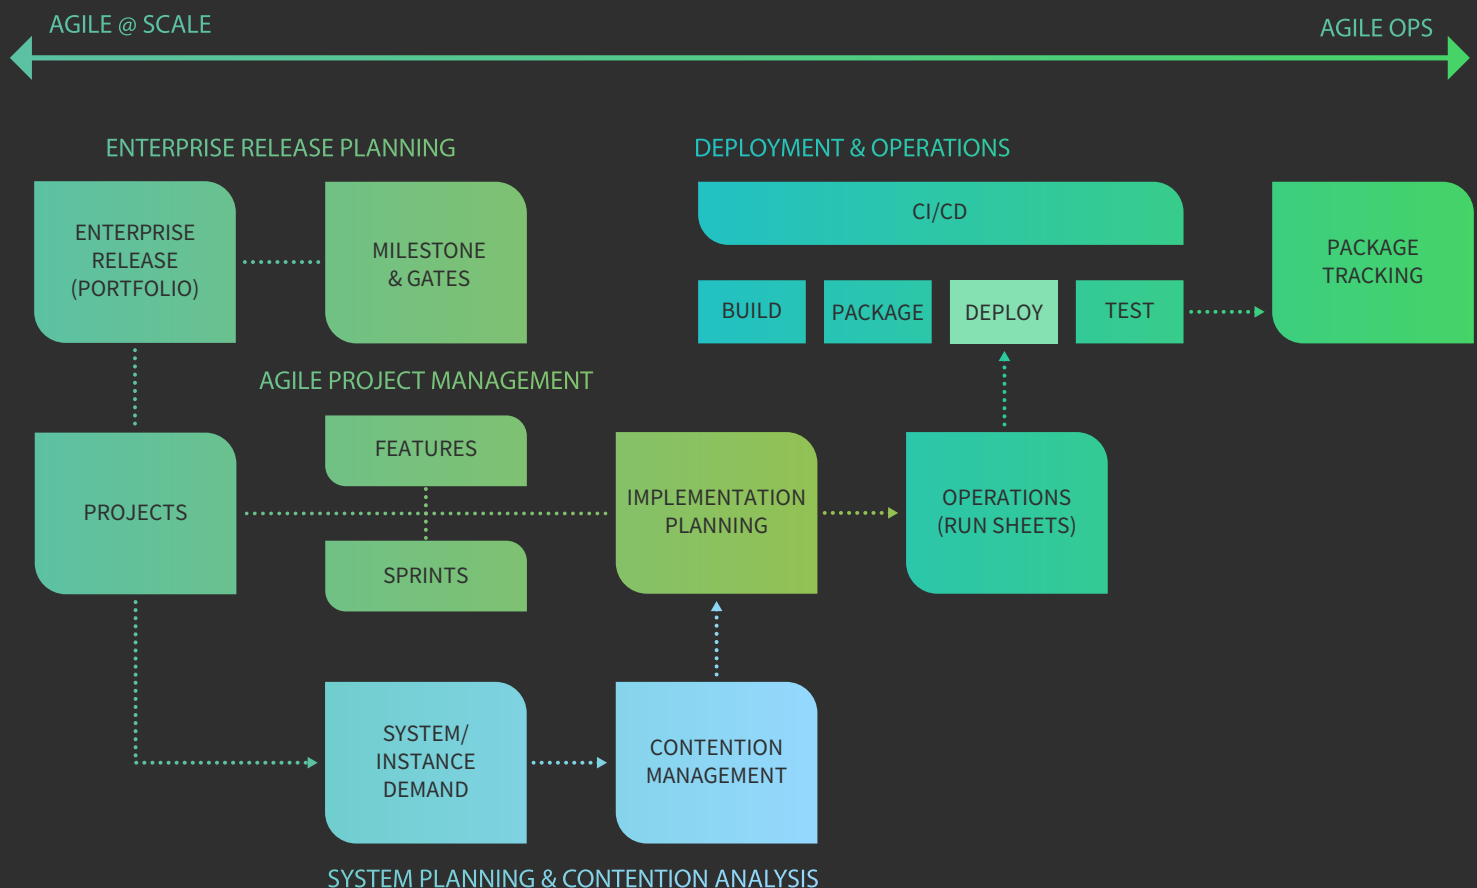 AGILE @ SCALE
AGILE OPS
ENTERPRISE RELEASE PLANNING
DEPLOYMENT & OPERATIONS
ENTERPRISE
RELEASE
(PORTFOLIO)
MILESTONE
& GATES
CI/CD
BUILD
PACKAGE
DEPLOY
TEST
PACKAGE
TRACKING
AGILE PROJECT MANAGEMENT
PROJECTS
FEATURES
SPRINTS
IMPLEMENTATION
PLANNING
OPERATIONS
(RUN SHEETS)
SYSTEM/
INSTANCE
DEMAND
CONTENTION
MANAGEMENT
SYSTEM PLANNING & CONTENTION ANALYSIS